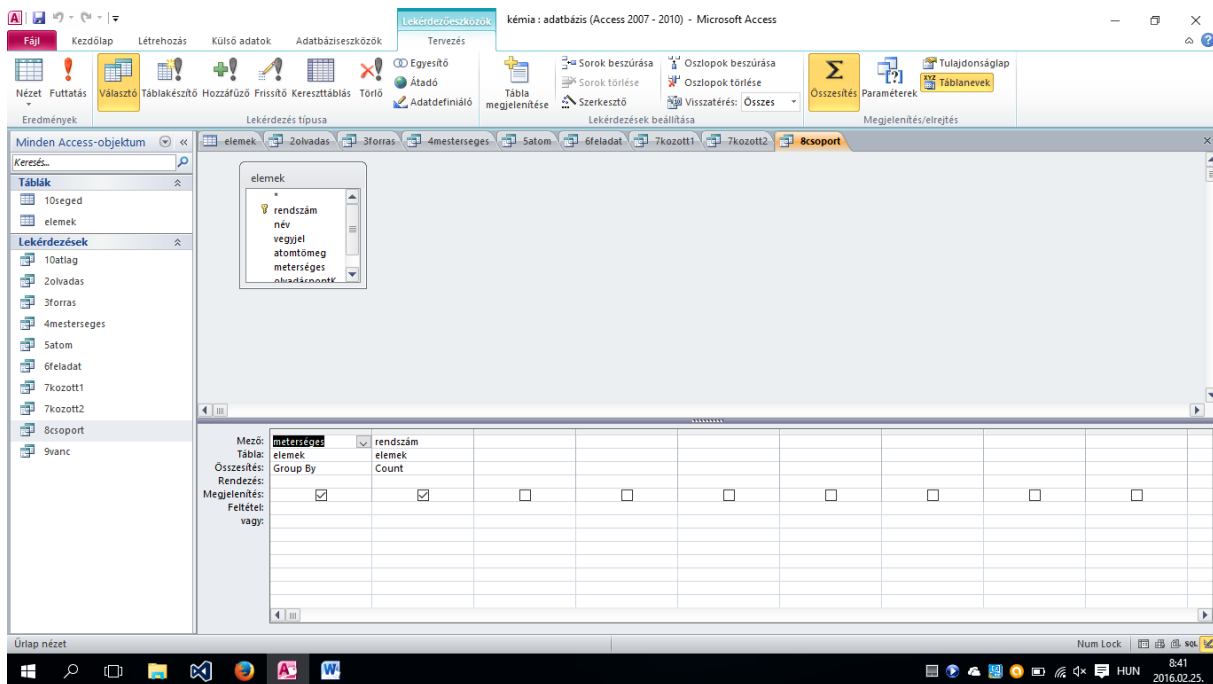 Lekérdezőeszközök kémia : adatbázis (Access 2007 - 2010) - Microsoft Access
Fájl Kezdőlap Létrehozás Külső adatok Adatbáziseszközök Tervezés
Nézet Futtatás Választó Táblakészítő Hozzáfűző Frissítő Kereszttáblás Törlő
Egyesítő
Átadó
Adatdefiniáló
Tábla megjelenítése
Sorok beszúrása
Sorok törlése
Szerkesztő
Oszlopok beszúrása
Oszlopok törlése
Visszatérés: Összes
Összesítés Paraméterek
Tulajdonságlap
Táblanevek
Eredmények Lekérdezés típusa Lekérdezések beállítása Megjelenítés/elrejtés
Minden Access-objektum
elemek 2olvadas 3forras 4mesterseges 5atom 6feladat 7kozott1 7kozott2 8csoport
Keresés...
Táblák
10seged
elemek
Lekérdezések
10atlag
2olvadas
3forras
4mesterseges
5atom
6feladat
7kozott1
7kozott2
8csoport
9vanc
elemek
*
rendszám
név
vegyjel
atomtömeg
meterséges
olvadáspontK
Mező: meterséges rendszám
Tábla: elemek elemek
Összesítés: Group By Count
Rendezés:
Megjelenítés:
Feltétel:
vagy:
Űrlap nézet Num Lock SQL
HUN 8:41
2016.02.25.